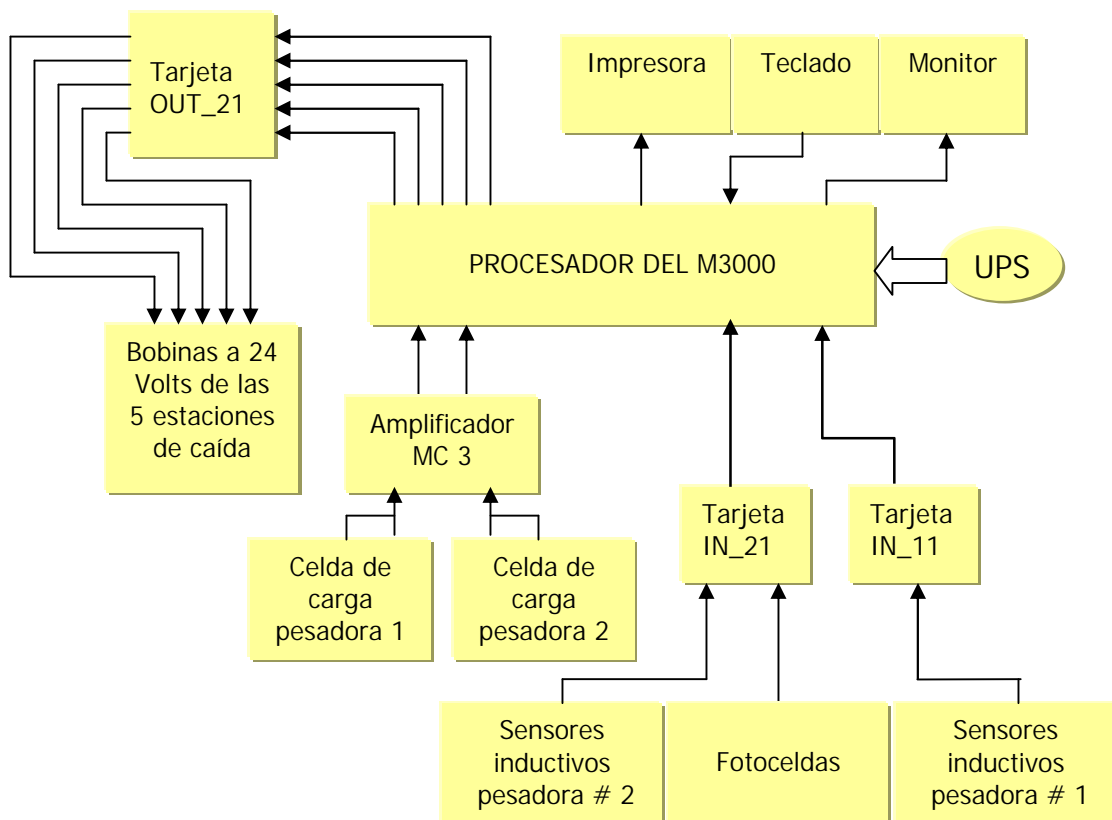 Tarjeta
OUT_21
Impresora
Teclado
Monitor
PROCESADOR DEL M3000
UPS
Bobinas a 24
Volts de las
5 estaciones
de caída
Amplificador
MC 3
Tarjeta
IN_21
Tarjeta
IN_11
Celda de
carga
pesadora 1
Celda de
carga
pesadora 2
Sensores
inductivos
pesadora # 2
Fotoceldas
Sensores
inductivos
pesadora # 1